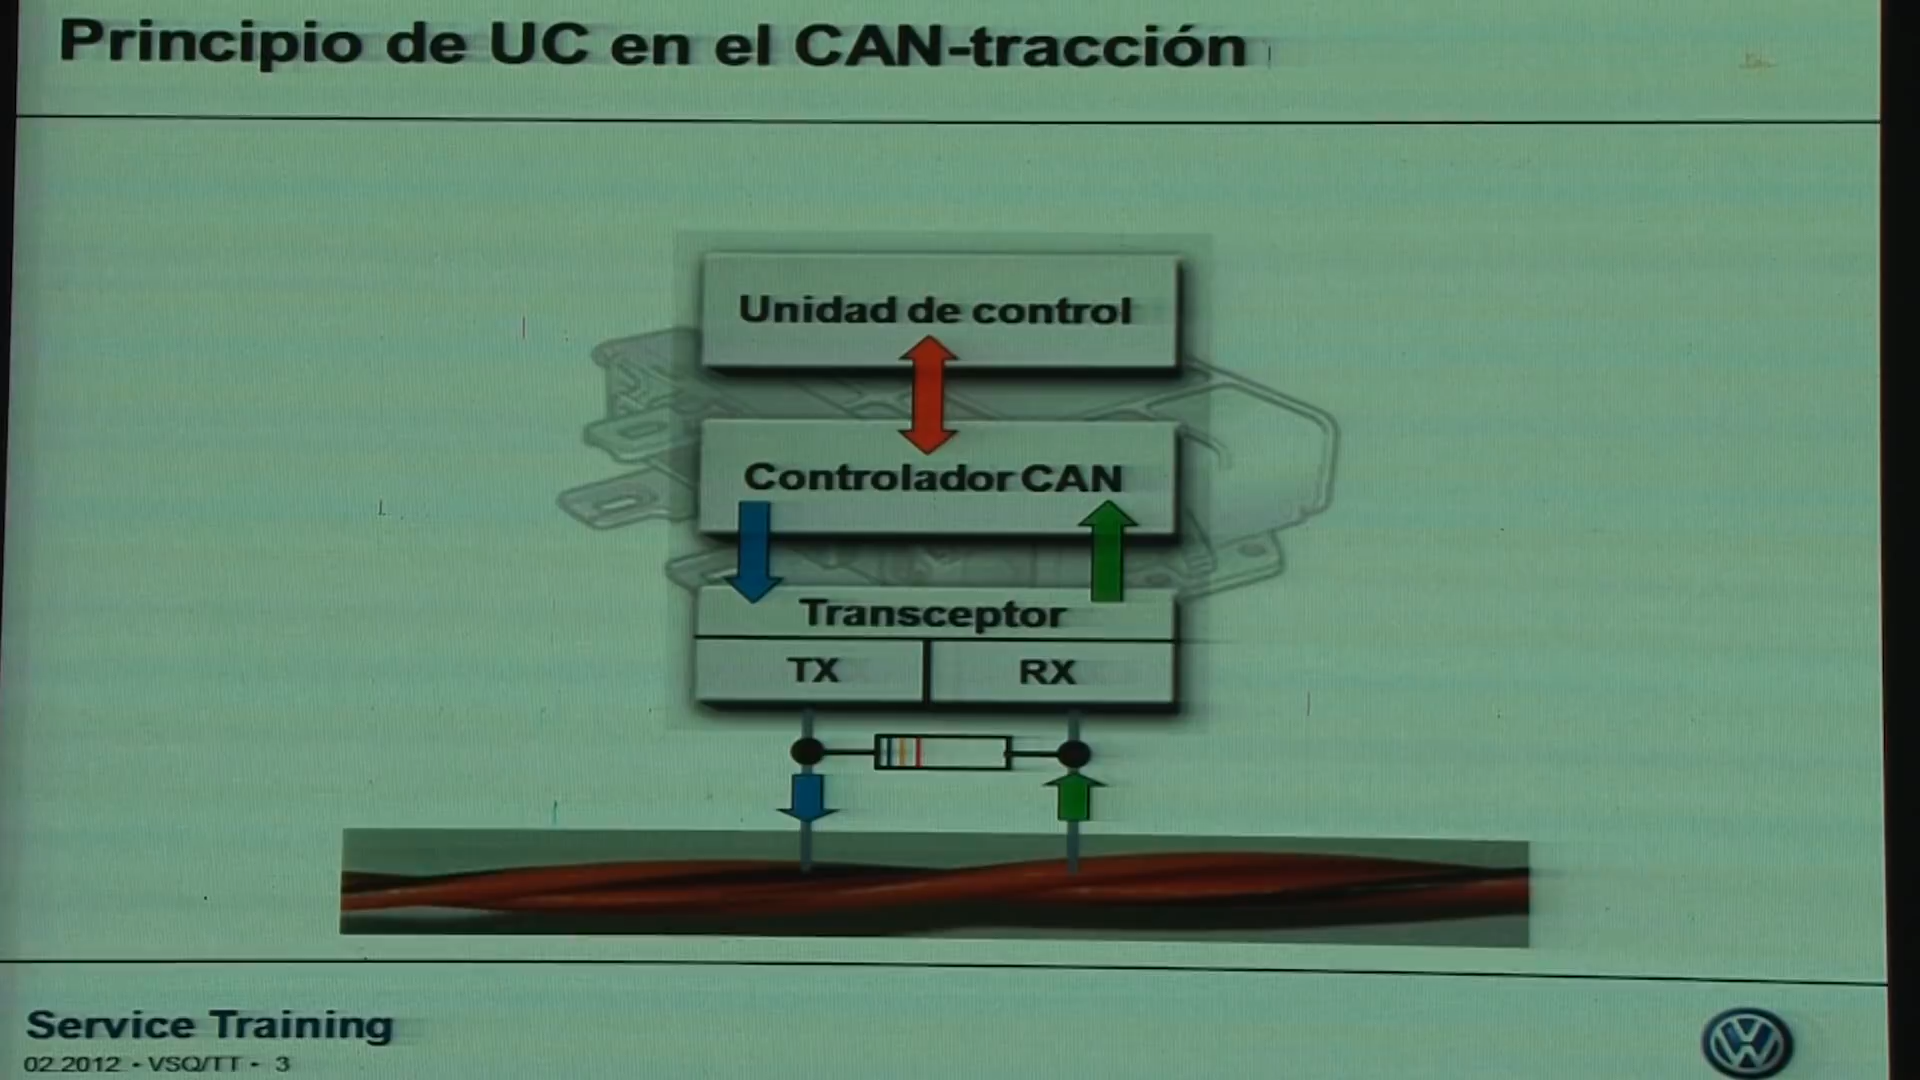 Principio de UC en el CAN-tracción
Unidad de control
Controlador CAN
Transceptor
TX
RX
Service Training
02.2012 - VSQ/TT - 3